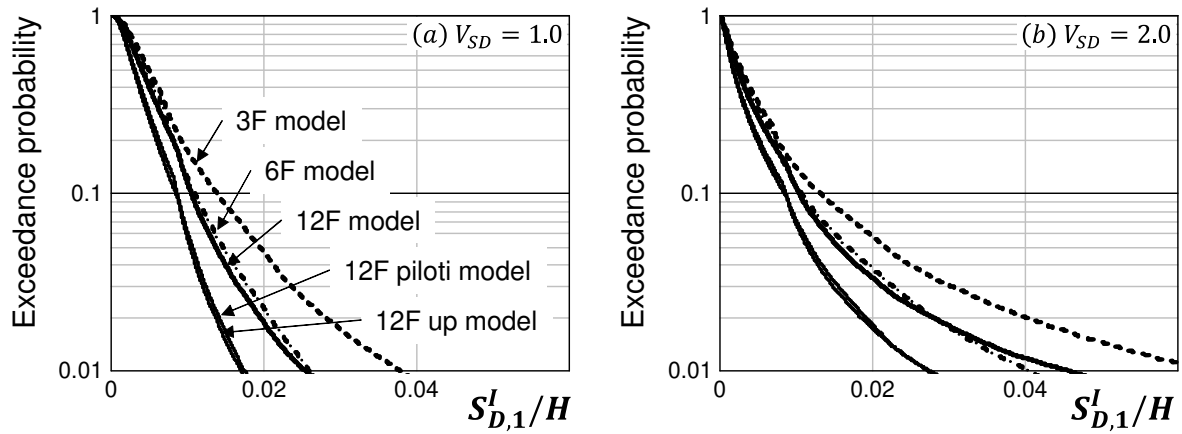 Exceedance probability
1
0.1
0.01
(a) V_SD = 1.0
3F model
6F model
12F model
12F piloti model
12F up model
0
0.02
0.04
S^I_D,1/H
Exceedance probability
1
0.1
0.01
(b) V_SD = 2.0
0
0.02
0.04
S^I_D,1/H